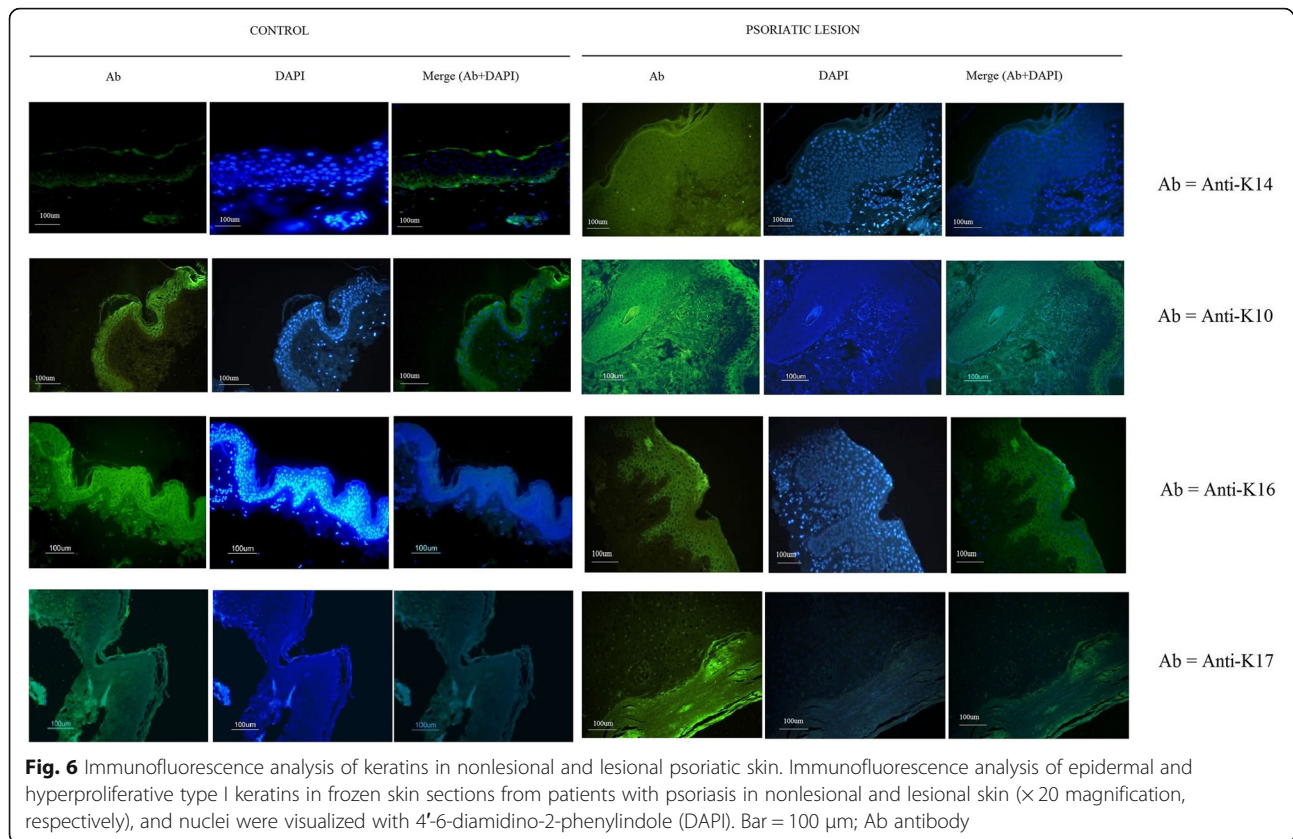 CONTROL PSORIATIC LESION
Ab DAPI Merge (Ab+DAPI) Ab DAPI Merge (Ab+DAPI)
100um 100um 100um 100um 100um 100um
Ab = Anti-K14
100um 100um 100um 100um 100um 100um
Ab = Anti-K10
100um 100um 100um 100um 100um 100um
Ab = Anti-K16
100um 100um 100um 100um 100um 100um
Ab = Anti-K17
Fig. 6 Immunofluorescence analysis of keratins in nonlesional and lesional psoriatic skin. Immunofluorescence analysis of epidermal and
hyperproliferative type I keratins in frozen skin sections from patients with psoriasis in nonlesional and lesional skin (× 20 magnification,
respectively), and nuclei were visualized with 4′-6-diamidino-2-phenylindole (DAPI). Bar = 100 μm; Ab antibody